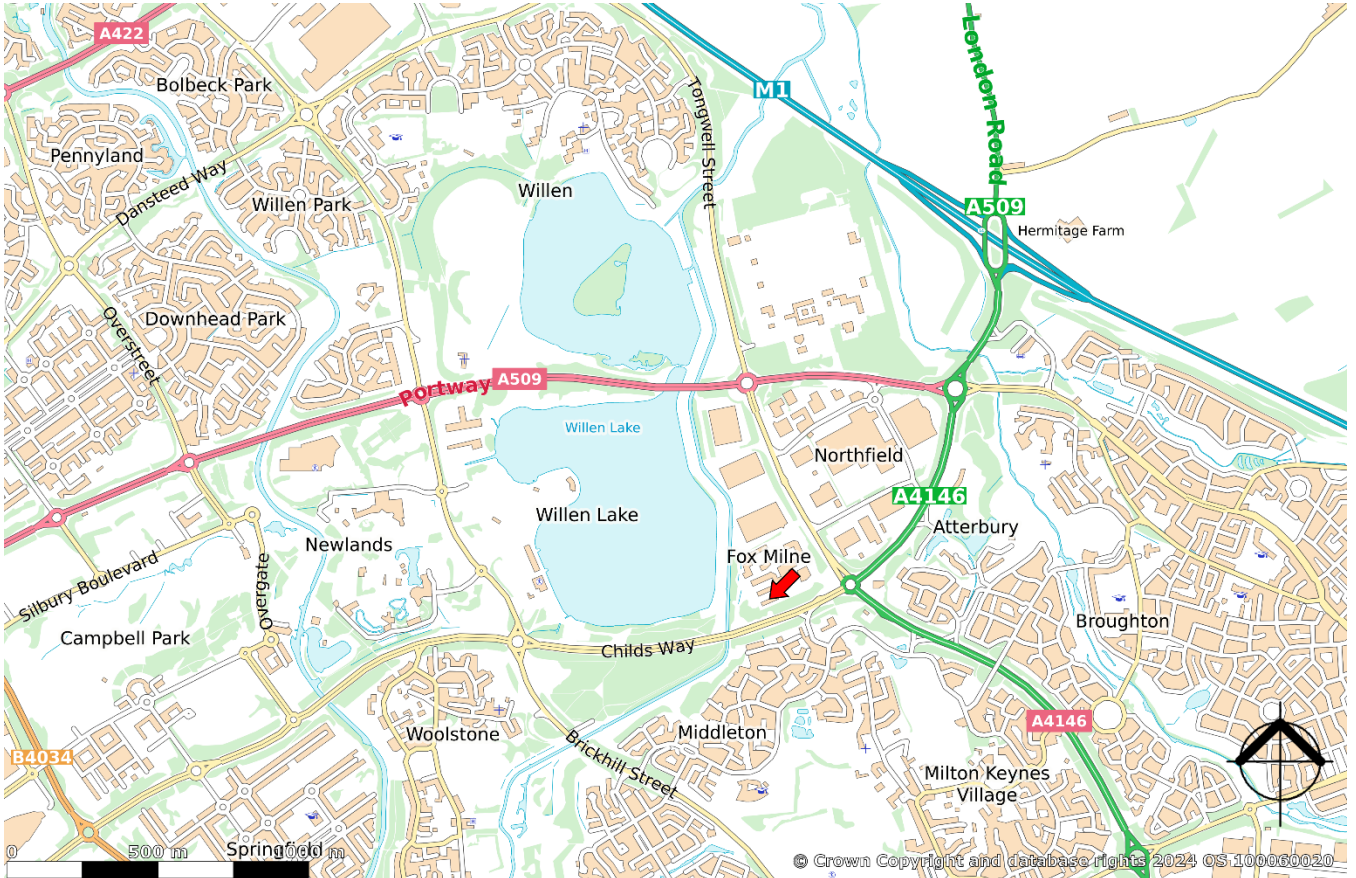 A422
London Road
Bolbeck Park
M1
Tongwell Street
Pennyland
Dansteed Way
Willen
Willen Park
A509
Hermitage Farm
Overstreet
Downhead Park
Portway
A509
Willen Lake
Northfield
A4146
Willen Lake
Atterbury
Newlands
Fox Milne
Silbury Boulevard
Overgate
Campbell Park
Childs Way
Broughton
Woolstone
Middleton
A4146
B4034
Brickhill Street
Milton Keynes
Village
0
500 m
Springfield
1000 m
© Crown Copyright and database rights 2024 OS 100060020